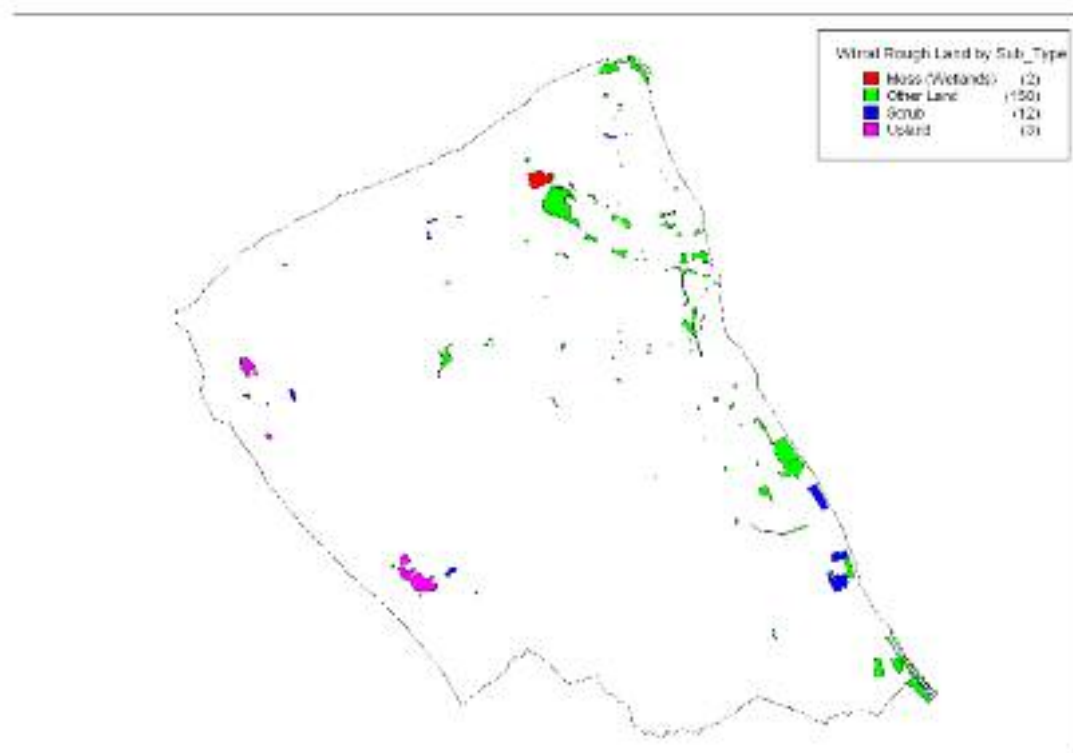 Wirral Rough Land by Sub_Type
Moss (Wetlands) (2)
Other Land (150)
Scrub (12)
Upland (3)